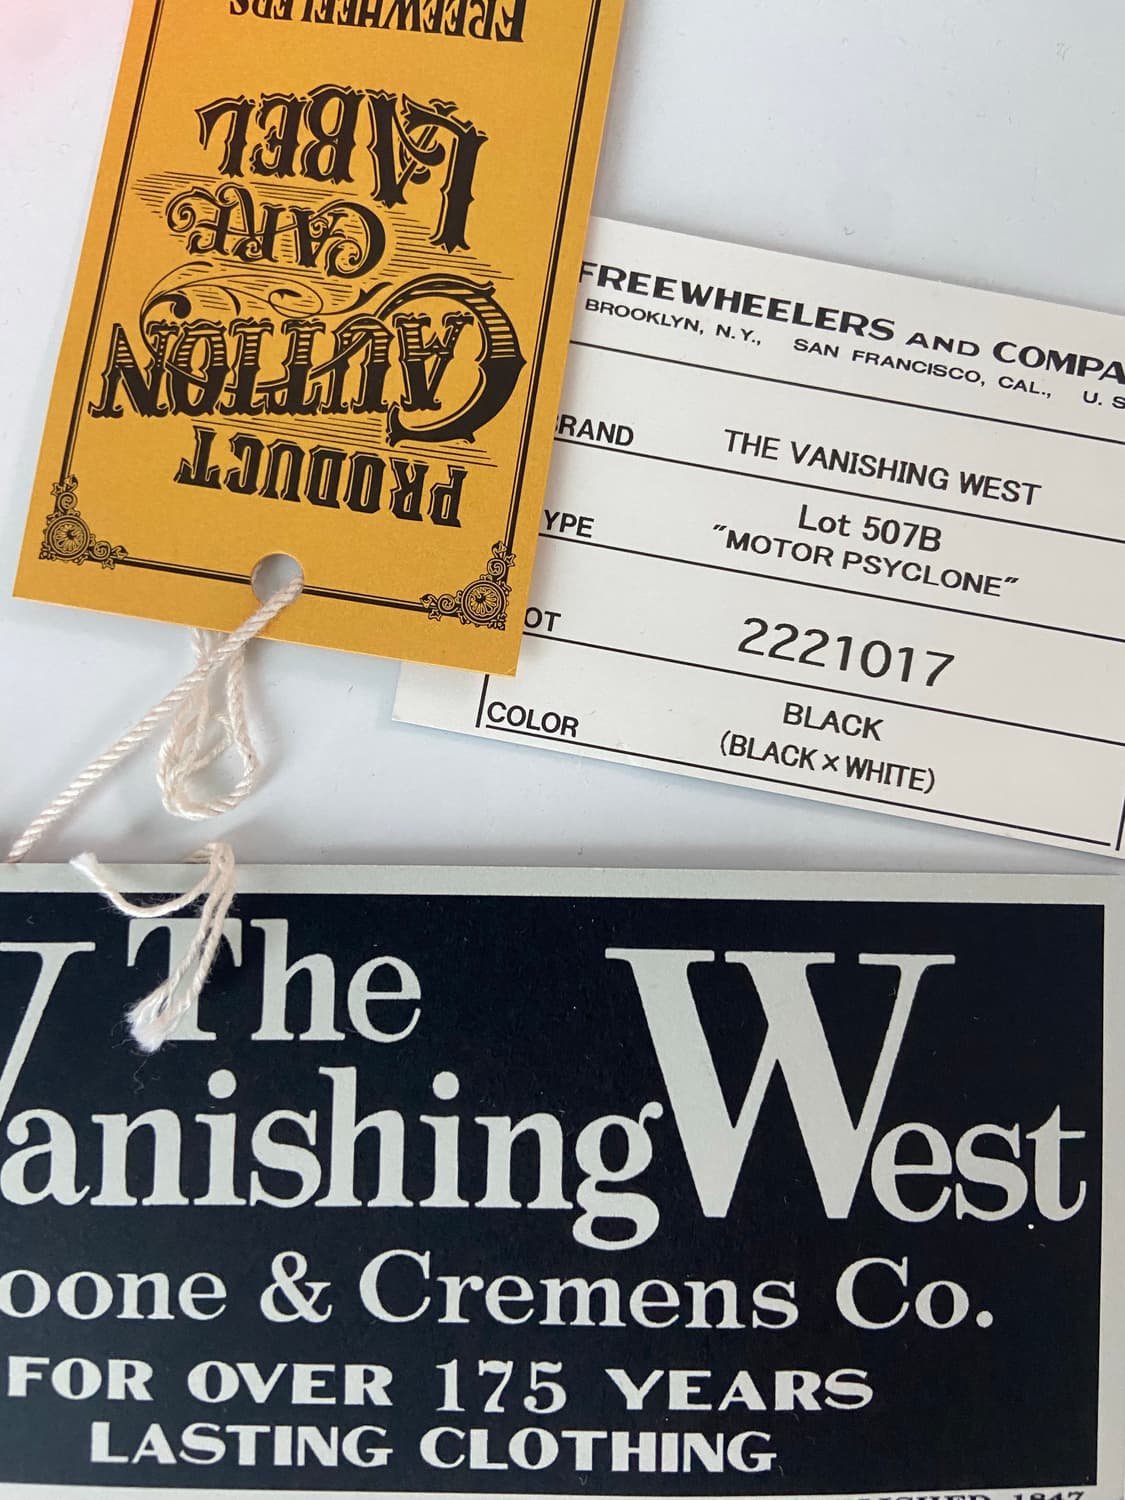 FREEWHEELERS
LABEL
CARE
CAUTION
PRODUCT
FREEWHEELERS AND COMPA
BROOKLYN, N.Y., SAN FRANCISCO, CAL., U. S
RAND THE VANISHING WEST
YPE Lot 507B
"MOTOR PSYCLONE"
OT 2221017
COLOR BLACK
(BLACK×WHITE)
The
Vanishing West
oone & Cremens Co.
FOR OVER 175 YEARS
LASTING CLOTHING
1847